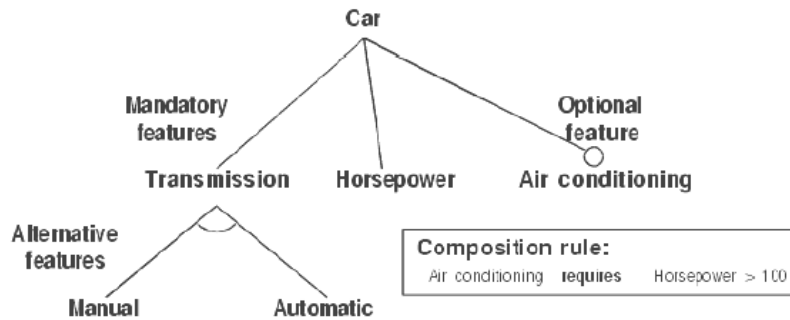 Car
Mandatory
features
Optional
feature
Transmission
Horsepower
Air conditioning
Alternative
features
Manual
Automatic
Composition rule:
Air conditioning requires Horsepower > 100